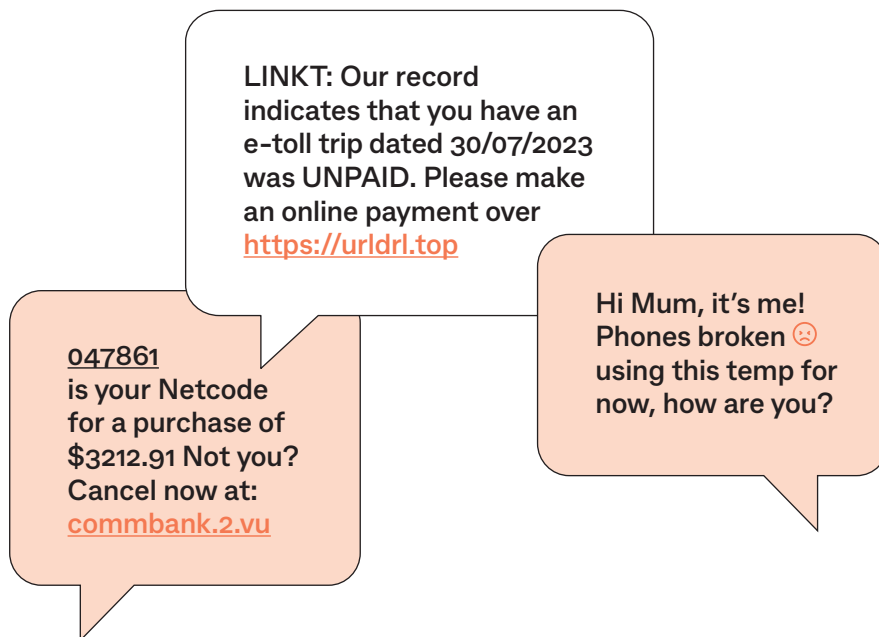 LINKT: Our record
indicates that you have an
e-toll trip dated 30/07/2023
was UNPAID. Please make
an online payment over
https://urldrl.top
047861
is your Netcode
for a purchase of
$3212.91 Not you?
Cancel now at:
commbank.2.vu
Hi Mum, it’s me!
Phones broken ☹
using this temp for
now, how are you?